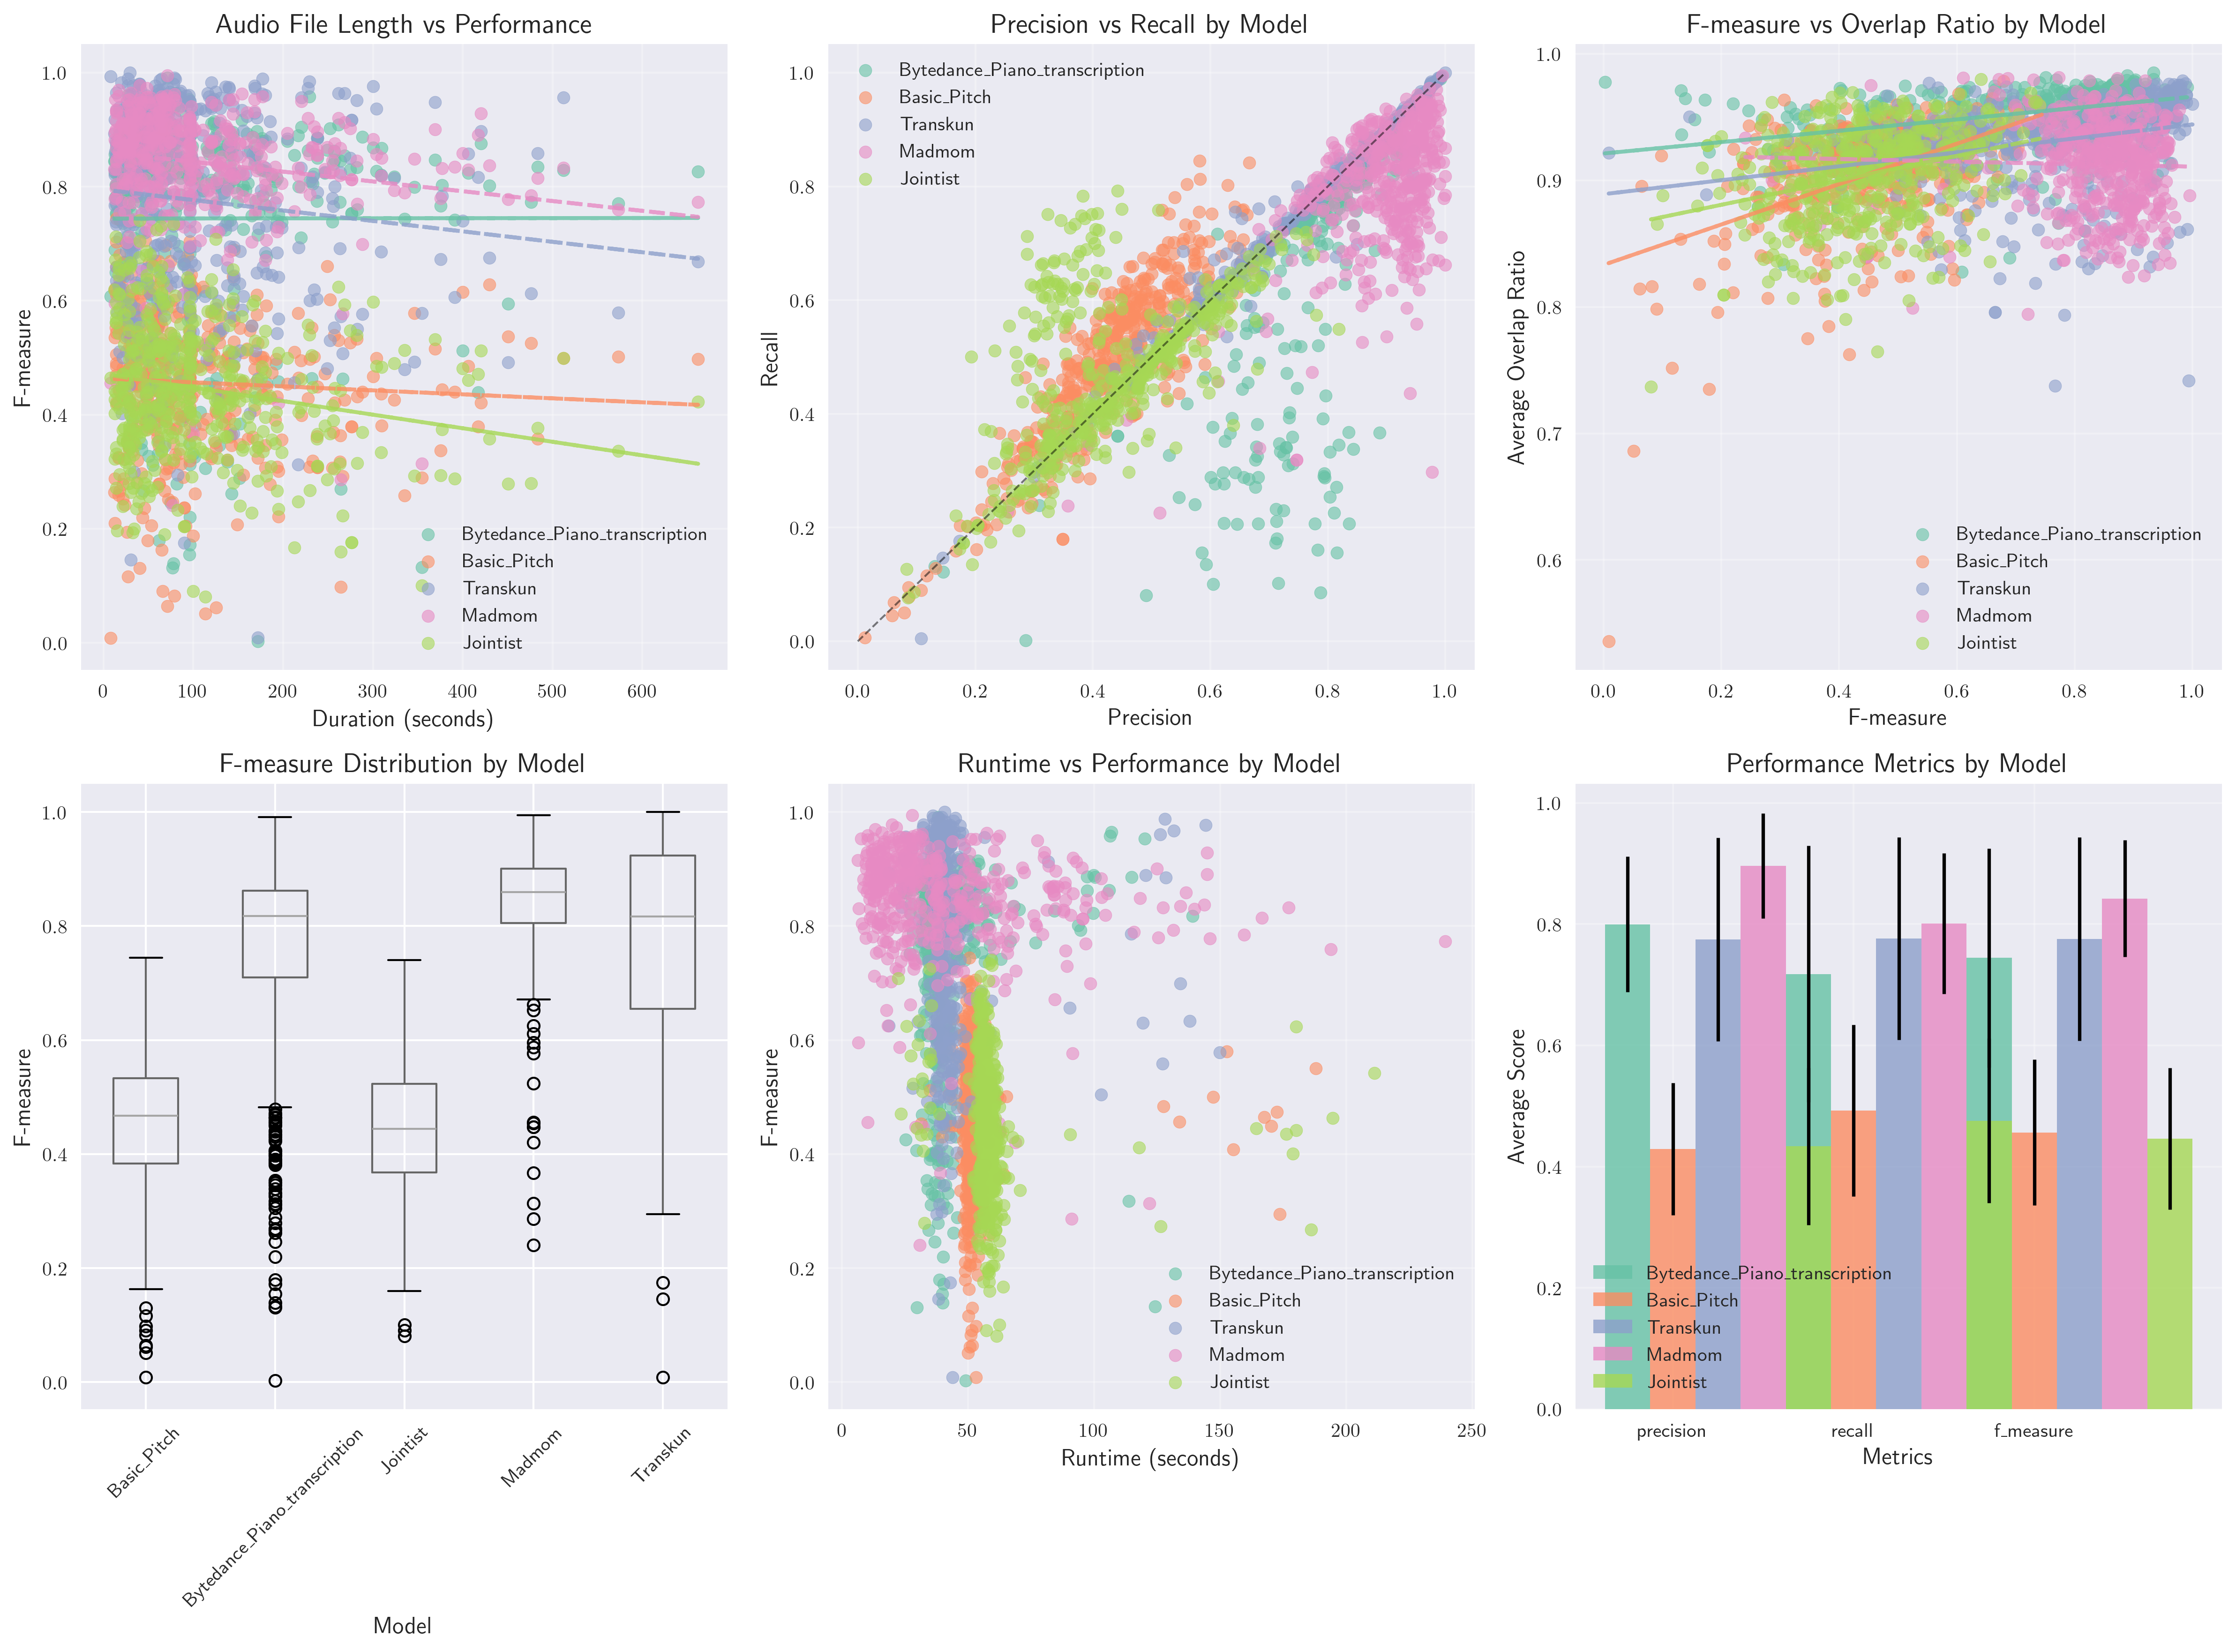 Audio File Length vs Performance
F-measure
1.0
0.8
0.6
0.4
0.2
0.0
Bytedance_Piano_transcription
Basic_Pitch
Transkun
Madmom
Jointist
0 100 200 300 400 500 600
Duration (seconds)
Precision vs Recall by Model
Recall
1.0
0.8
0.6
0.4
0.2
0.0
Bytedance_Piano_transcription
Basic_Pitch
Transkun
Madmom
Jointist
0.0 0.2 0.4 0.6 0.8 1.0
Precision
F-measure vs Overlap Ratio by Model
Average Overlap Ratio
1.0
0.9
0.8
0.7
0.6
Bytedance_Piano_transcription
Basic_Pitch
Transkun
Madmom
Jointist
0.0 0.2 0.4 0.6 0.8 1.0
F-measure
F-measure Distribution by Model
F-measure
1.0
0.8
0.6
0.4
0.2
0.0
Basic_Pitch
Bytedance_Piano_transcription
Jointist
Madmom
Transkun
Model
Runtime vs Performance by Model
F-measure
1.0
0.8
0.6
0.4
0.2
0.0
Bytedance_Piano_transcription
Basic_Pitch
Transkun
Madmom
Jointist
0 50 100 150 200 250
Runtime (seconds)
Performance Metrics by Model
Average Score
1.0
0.8
0.6
0.4
0.2
0.0
Bytedance_Piano_transcription
Basic_Pitch
Transkun
Madmom
Jointist
precision recall f_measure
Metrics